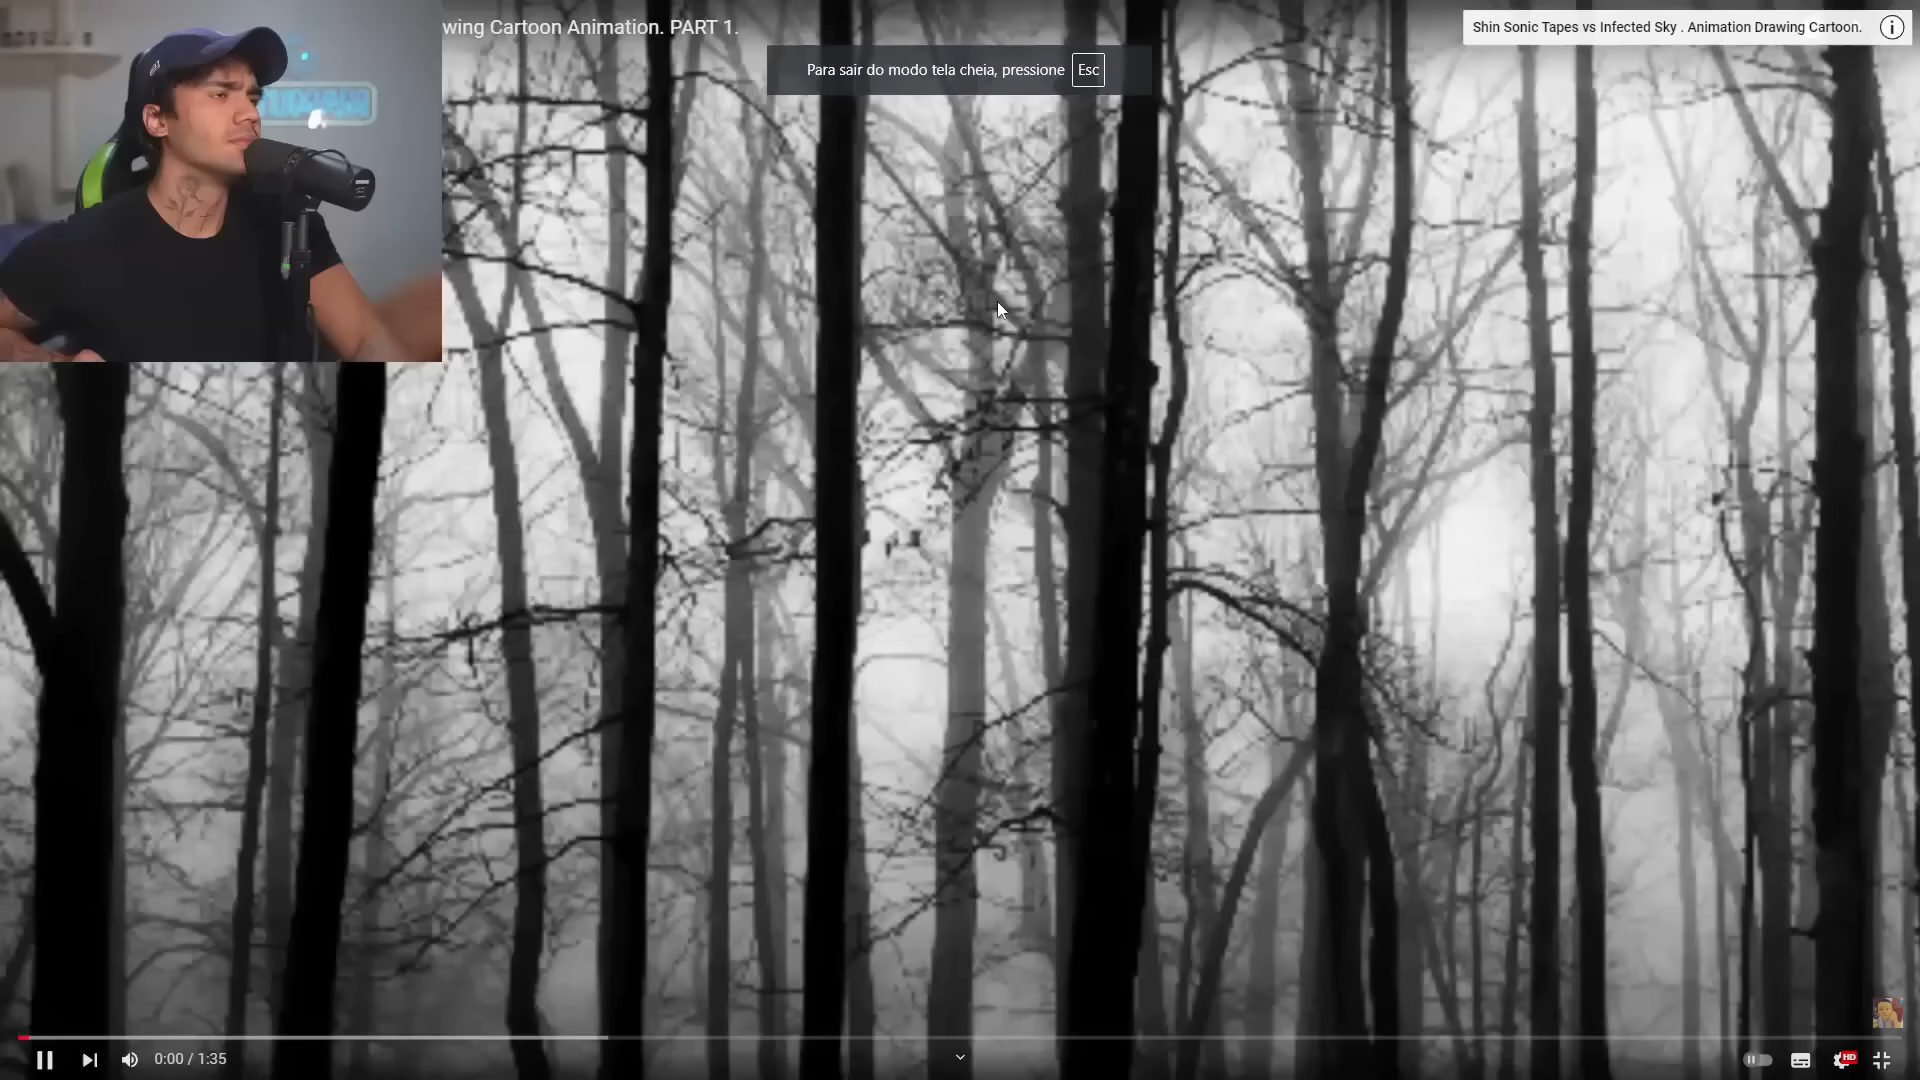 wing Cartoon Animation. PART 1.
Shin Sonic Tapes vs Infected Sky . Animation Drawing Cartoon.
Para sair do modo tela cheia, pressione Esc
0:00 / 1:35
HD